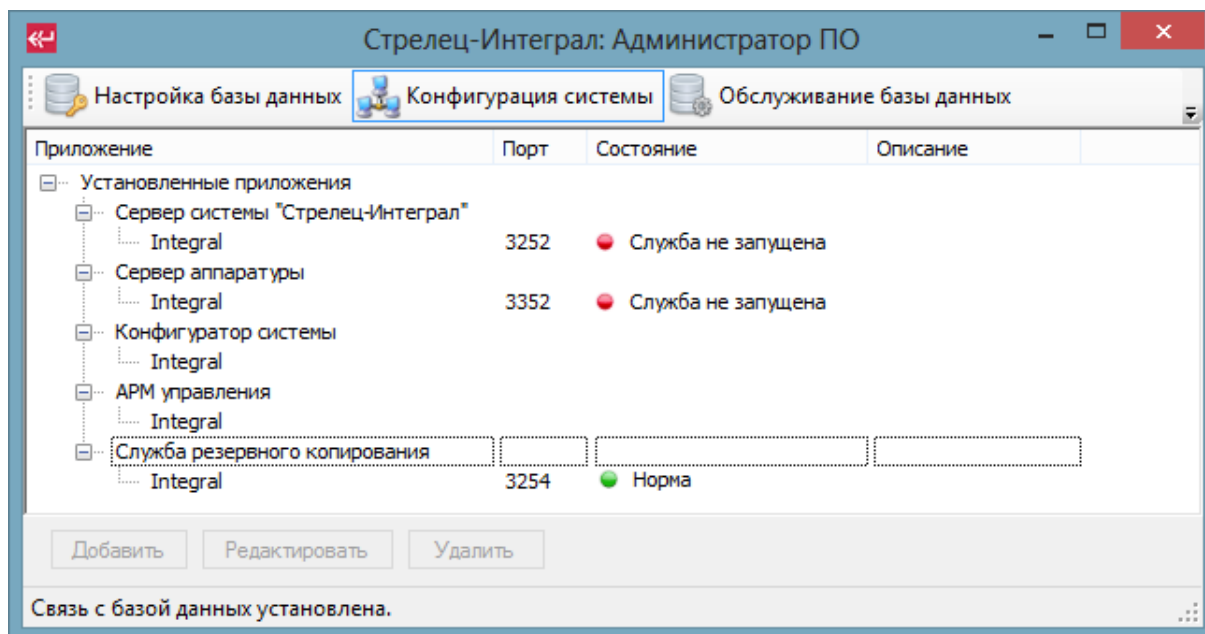 Стрелец-Интеграл: Администратор ПО
Настройка базы данных Конфигурация системы Обслуживание базы данных
Приложение Порт Состояние Описание
Установленные приложения
Сервер системы "Стрелец-Интеграл"
Integral 3252 Служба не запущена
Сервер аппаратуры
Integral 3352 Служба не запущена
Конфигуратор системы
Integral
АРМ управления
Integral
Служба резервного копирования
Integral 3254 Норма
Добавить Редактировать Удалить
Связь с базой данных установлена.